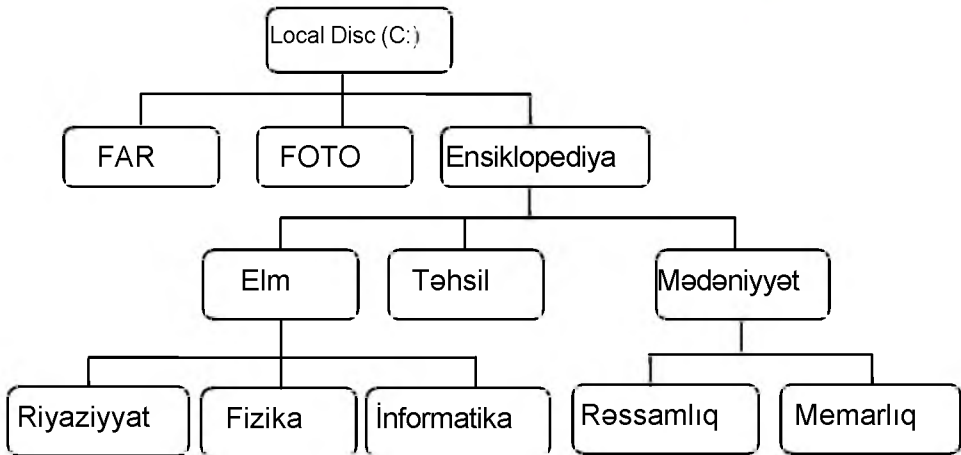 Local Disc (C:)
FAR
FOTO
Ensiklopediya
Elm
Təhsil
Mədəniyyət
Riyaziyyat
Fizika
İnformatika
Rəssamlıq
Memarlıq